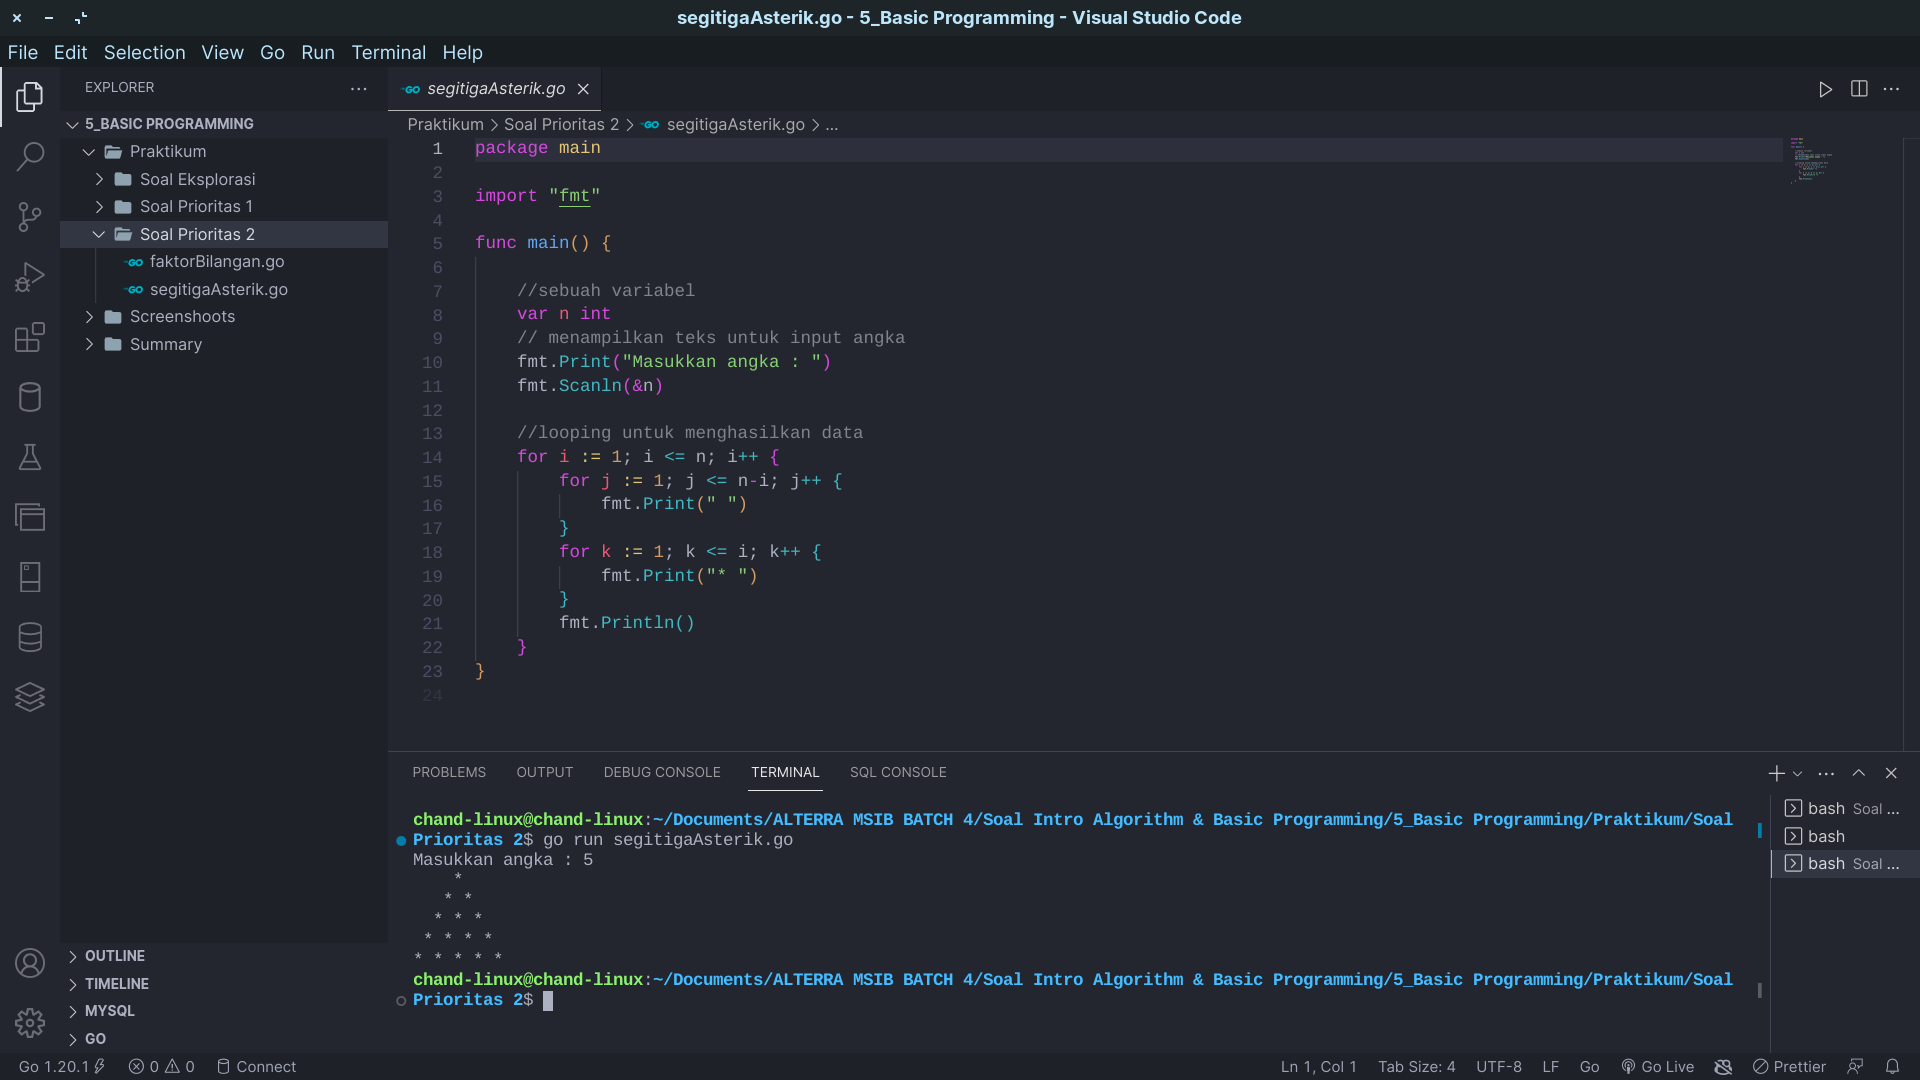 segitigaAsterik.go - 5_Basic Programming - Visual Studio Code
File Edit Selection View Go Run Terminal Help
EXPLORER
5_BASIC PROGRAMMING
Praktikum
Soal Eksplorasi
Soal Prioritas 1
Soal Prioritas 2
faktorBilangan.go
segitigaAsterik.go
Screenshoots
Summary
OUTLINE
TIMELINE
MYSQL
GO
GO segitigaAsterik.go
Praktikum > Soal Prioritas 2 > GO segitigaAsterik.go > ...
1 package main
2
3 import "fmt"
4
5 func main() {
6
7 //sebuah variabel
8 var n int
9 // menampilkan teks untuk input angka
10 fmt.Print("Masukkan angka : ")
11 fmt.Scanln(&n)
12
13 //looping untuk menghasilkan data
14 for i := 1; i <= n; i++ {
15 for j := 1; j <= n-i; j++ {
16 fmt.Print(" ")
17 }
18 for k := 1; k <= i; k++ {
19 fmt.Print("* ")
20 }
21 fmt.Println()
22 }
23 }
24
PROBLEMS OUTPUT DEBUG CONSOLE TERMINAL SQL CONSOLE
chand-linux@chand-linux:~/Documents/ALTERRA MSIB BATCH 4/Soal Intro Algorithm & Basic Programming/5_Basic Programming/Praktikum/Soal
Prioritas 2$ go run segitigaAsterik.go
Masukkan angka : 5
*
* *
* * *
* * * *
* * * * *
chand-linux@chand-linux:~/Documents/ALTERRA MSIB BATCH 4/Soal Intro Algorithm & Basic Programming/5_Basic Programming/Praktikum/Soal
Prioritas 2$
bash Soal ...
bash
bash Soal ...
Go 1.20.1 0 0 Connect Ln 1, Col 1 Tab Size: 4 UTF-8 LF Go Go Live Prettier